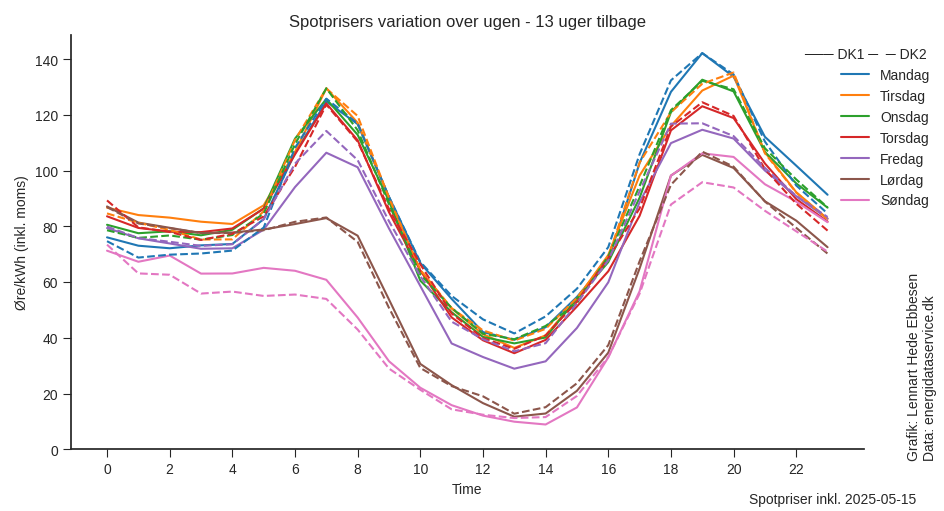 Spotprisers variation over ugen - 13 uger tilbage
DK1 DK2
Mandag
Tirsdag
Onsdag
Torsdag
Fredag
Lørdag
Søndag
140
120
100
80
60
40
20
0
Øre/kWh (inkl. moms)
0 2 4 6 8 10 12 14 16 18 20 22
Time
Grafik: Lennart Hede Ebbesen
Data: energidataservice.dk
Spotpriser inkl. 2025-05-15